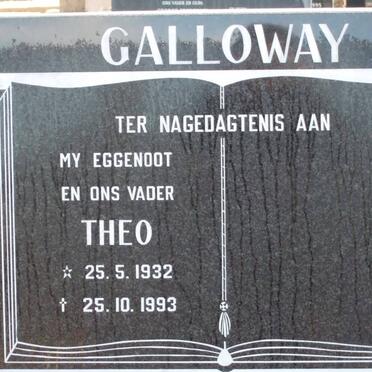 GALLOWAY
TER NAGEDAGTENIS AAN
MY EGGENOOT
EN ONS VADER
THEO
☆ 25.5.1932
† 25.10.1993